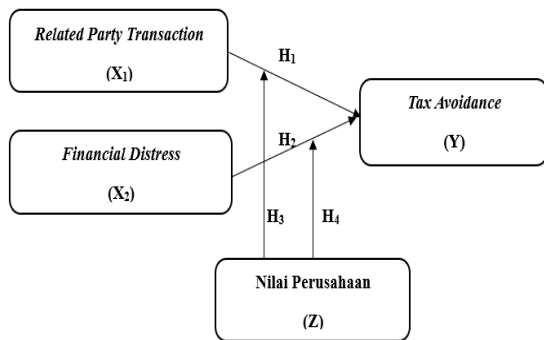 Related Party Transaction
(X₁)
H₁
Tax Avoidance
(Y)
Financial Distress
(X₂)
H₂
H₃
H₄
Nilai Perusahaan
(Z)